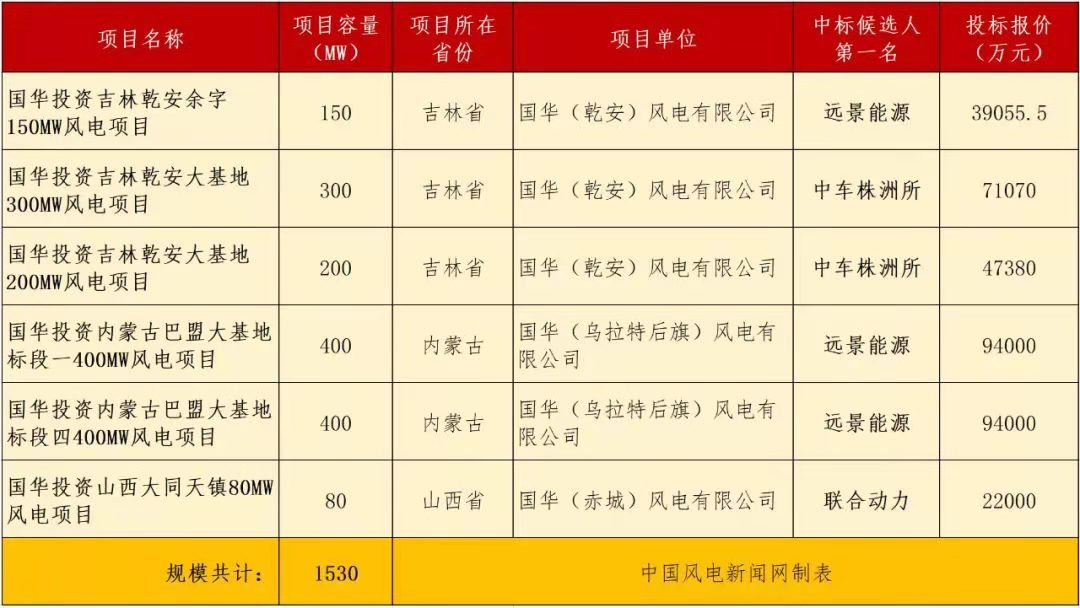 项目名称
项目容量
（MW）
项目所在
省份
项目单位
中标候选人
第一名
投标报价
（万元）
国华投资吉林乾安余字
150MW风电项目
150
吉林省
国华（乾安）风电有限公司
远景能源
39055.5
国华投资吉林乾安大基地
300MW风电项目
300
吉林省
国华（乾安）风电有限公司
中车株洲所
71070
国华投资吉林乾安大基地
200MW风电项目
200
吉林省
国华（乾安）风电有限公司
中车株洲所
47380
国华投资内蒙古巴盟大基地
标段一400MW风电项目
400
内蒙古
国华（乌拉特后旗）风电有
限公司
远景能源
94000
国华投资内蒙古巴盟大基地
标段四400MW风电项目
400
内蒙古
国华（乌拉特后旗）风电有
限公司
远景能源
94000
国华投资山西大同天镇80MW
风电项目
80
山西省
国华（赤城）风电有限公司
联合动力
22000
规模共计：
1530
中国风电新闻网制表